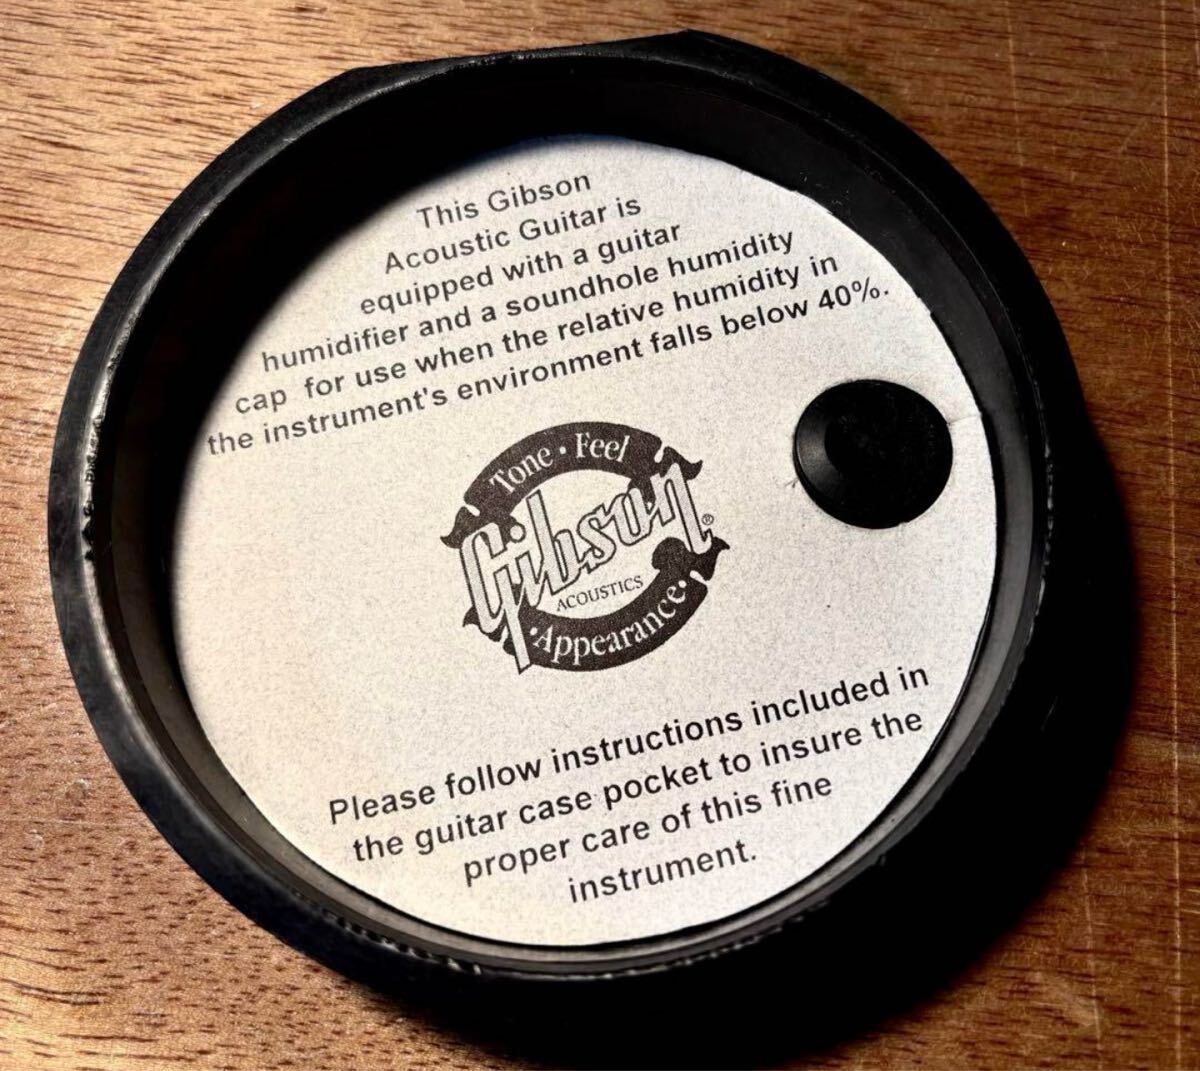 This Gibson
Acoustic Guitar is
equipped with a guitar
humidifier and a soundhole humidity
cap for use when the relative humidity in
the instrument's environment falls below 40%.
Tone • Feel
Gibson®
ACOUSTICS
•Appearance•
Please follow instructions included in
the guitar case pocket to insure the
proper care of this fine
instrument.